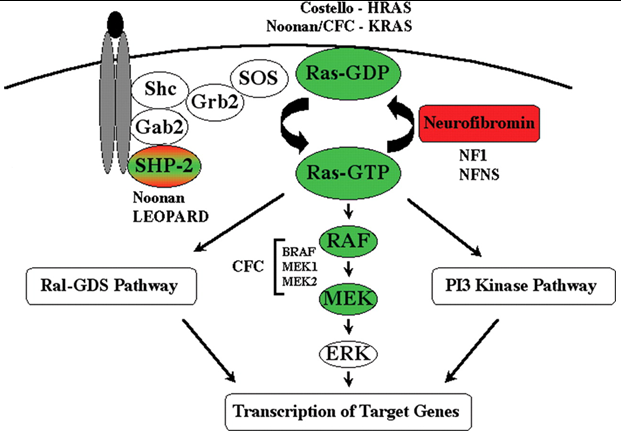 Costello - HRAS
Noonan/CFC - KRAS
SOS
Ras-GDP
Shc
Grb2
Gab2
Neurofibromin
SHP-2
Ras-GTP
NF1
NFNS
Noonan
LEOPARD
RAF
CFC
BRAF
MEK1
MEK2
Ral-GDS Pathway
MEK
PI3 Kinase Pathway
ERK
Transcription of Target Genes